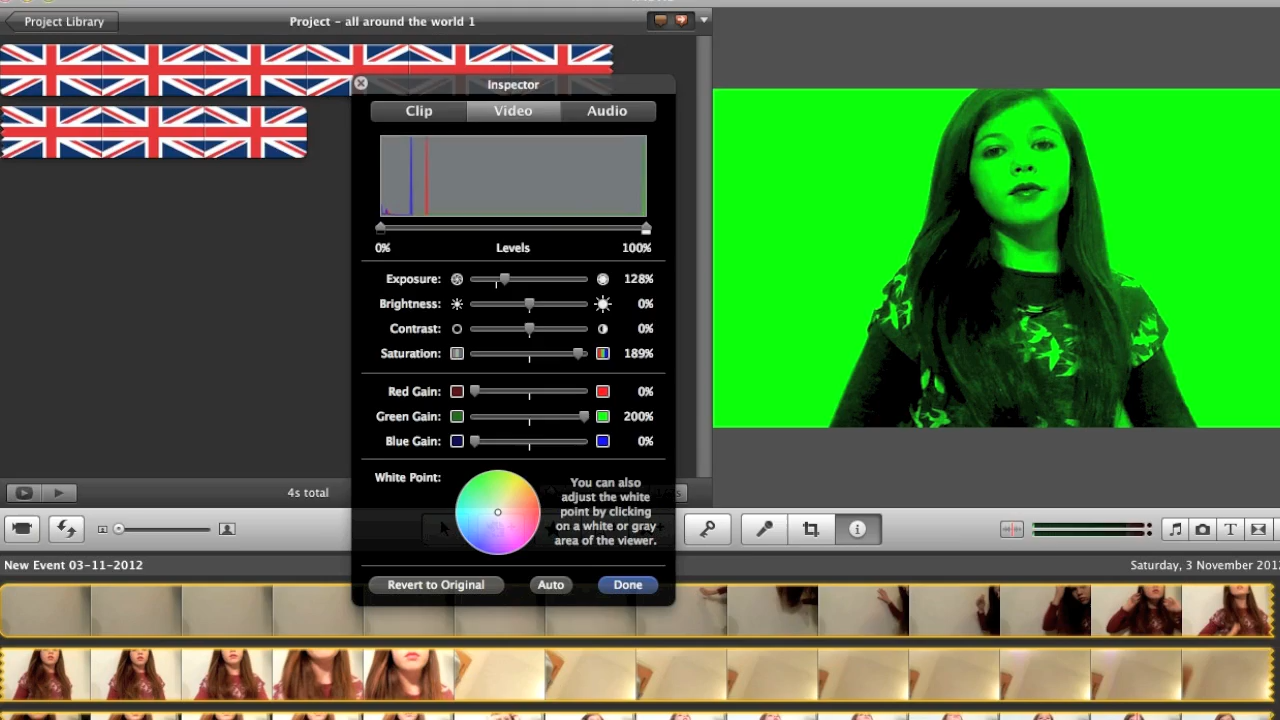 Project Library
Project - all around the world 1
Inspector
Clip
Video
Audio
0%
Levels
100%
Exposure:
128%
Brightness:
0%
Contrast:
0%
Saturation:
189%
Red Gain:
0%
Green Gain:
200%
Blue Gain:
0%
White Point:
You can also
adjust the white
point by clicking
on a white or gray
area of the viewer.
4s total
T
New Event 03-11-2012
Saturday, 3 November 2012
Revert to Original
Auto
Done